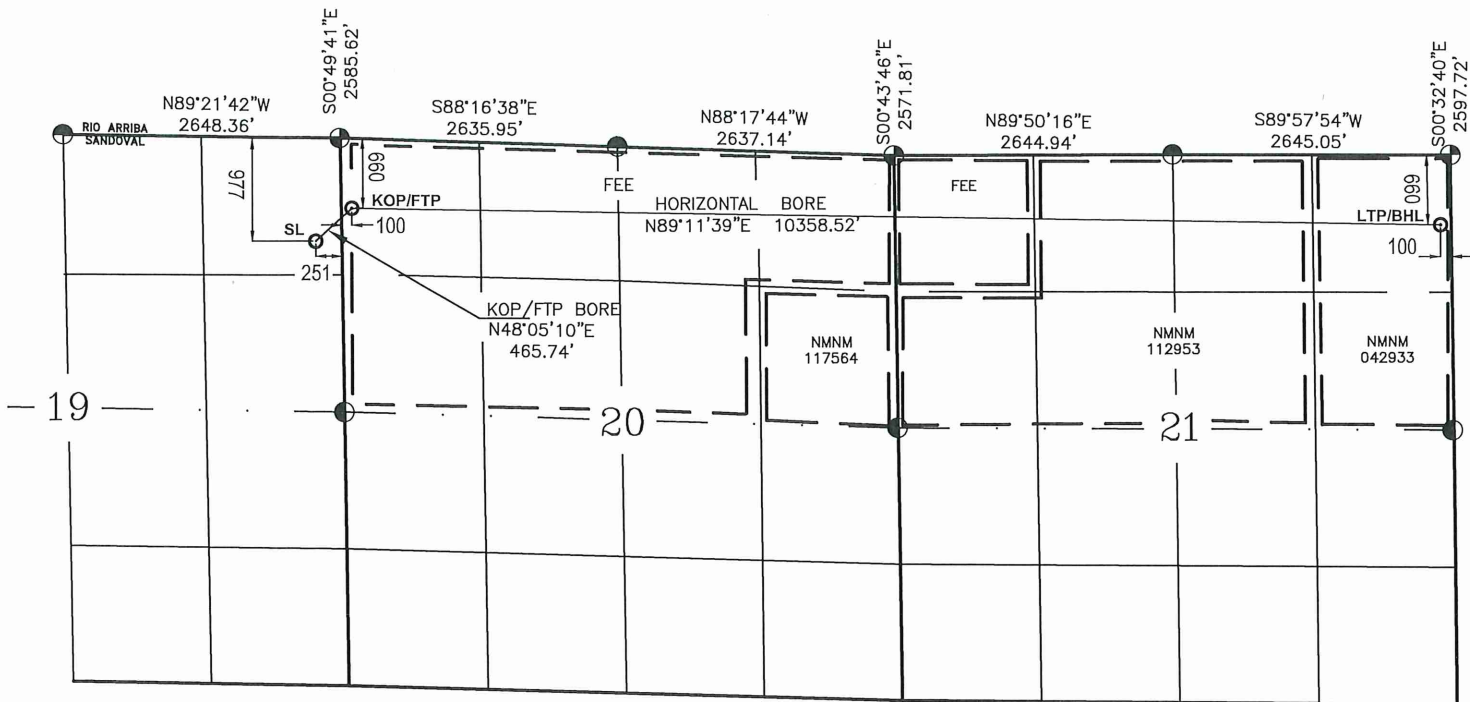 S00°49'41"E
2585.62'
S00°43'46"E
2571.81'
S00°32'40"E
2597.72'
N89°21'42"W
2648.36'
S88°16'38"E
2635.95'
N88°17'44"W
2637.14'
N89°50'16"E
2644.94'
S89°57'54"W
2645.05'
RIO ARRIBA
SANDOVAL
977
660
660
FEE
FEE
KOP/FTP
HORIZONTAL BORE
N89°11'39"E 10358.52'
LTP/BHL
SL
100
100
251
KOP/FTP BORE
N48°05'10"E
465.74'
NMNM
117564
NMNM
112953
NMNM
042933
19
20
21